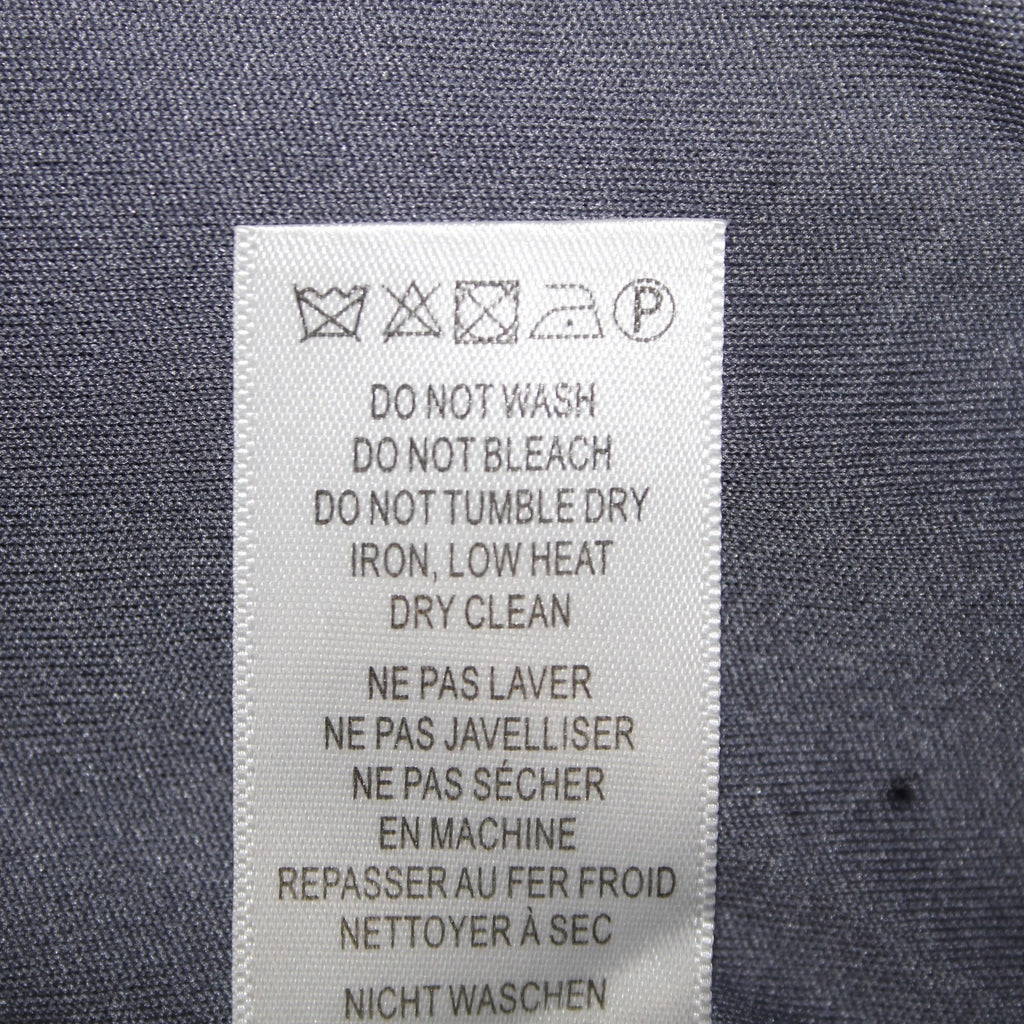 P
DO NOT WASH
DO NOT BLEACH
DO NOT TUMBLE DRY
IRON, LOW HEAT
DRY CLEAN
NE PAS LAVER
NE PAS JAVELLISER
NE PAS SÉCHER
EN MACHINE
REPASSER AU FER FROID
NETTOYER À SEC
NICHT WASCHEN